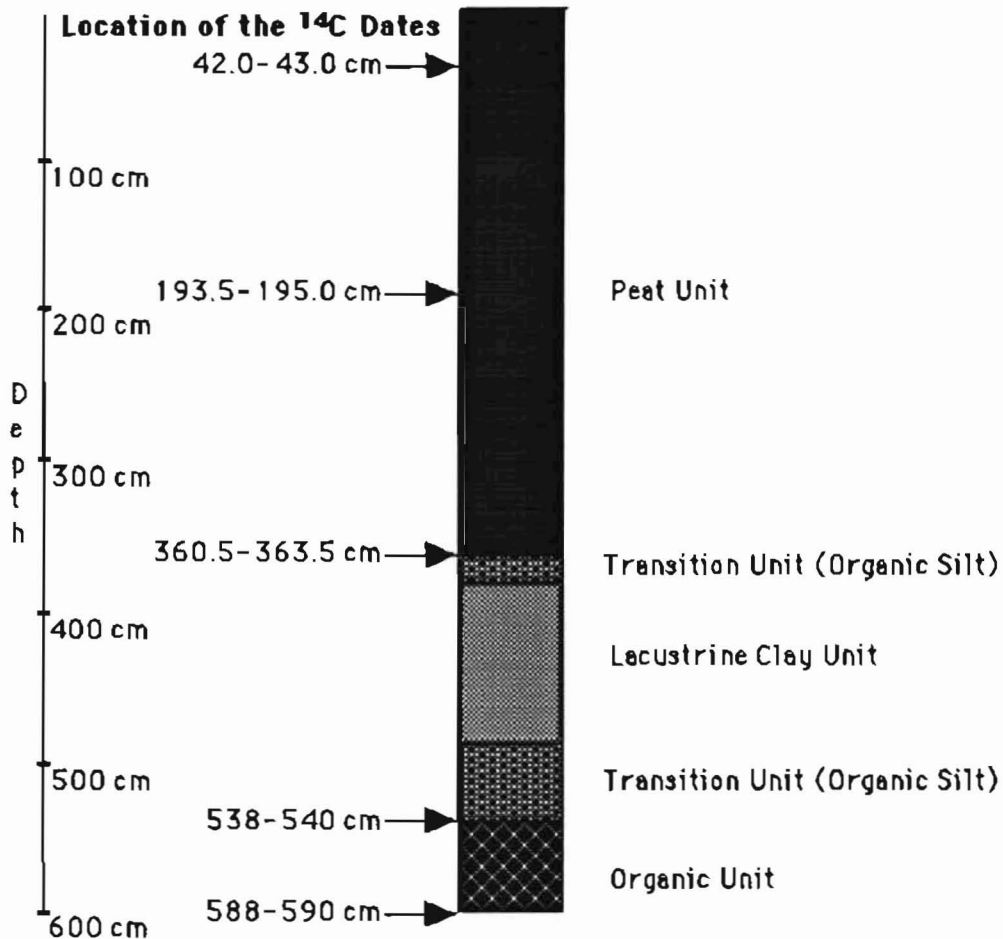 Location of the ¹⁴C Dates
42.0-43.0 cm
100 cm
193.5-195.0 cm
Peat Unit
200 cm
Depth
300 cm
360.5-363.5 cm
Transition Unit (Organic Silt)
400 cm
Lacustrine Clay Unit
500 cm
Transition Unit (Organic Silt)
538-540 cm
Organic Unit
588-590 cm
600 cm